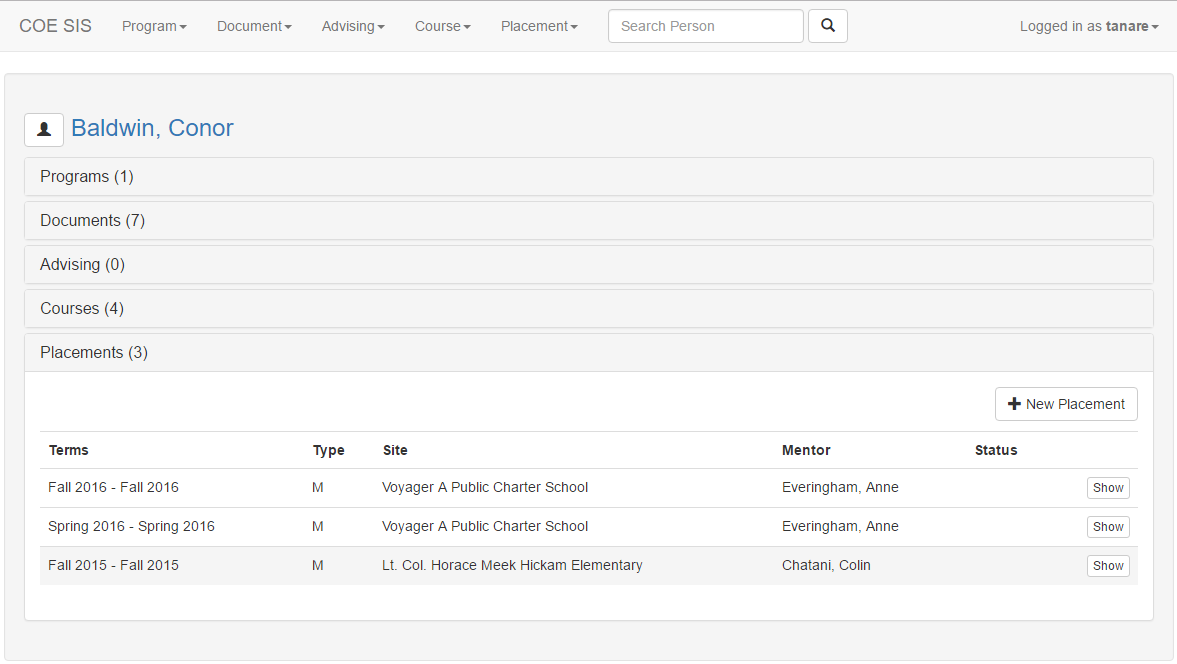 COE SIS Program Document Advising Course Placement Search Person Logged in as tanare
Baldwin, Conor
Programs (1)
Documents (7)
Advising (0)
Courses (4)
Placements (3)
New Placement
Terms Type Site Mentor Status
Fall 2016 - Fall 2016 M Voyager A Public Charter School Everingham, Anne Show
Spring 2016 - Spring 2016 M Voyager A Public Charter School Everingham, Anne Show
Fall 2015 - Fall 2015 M Lt. Col. Horace Meek Hickam Elementary Chatani, Colin Show